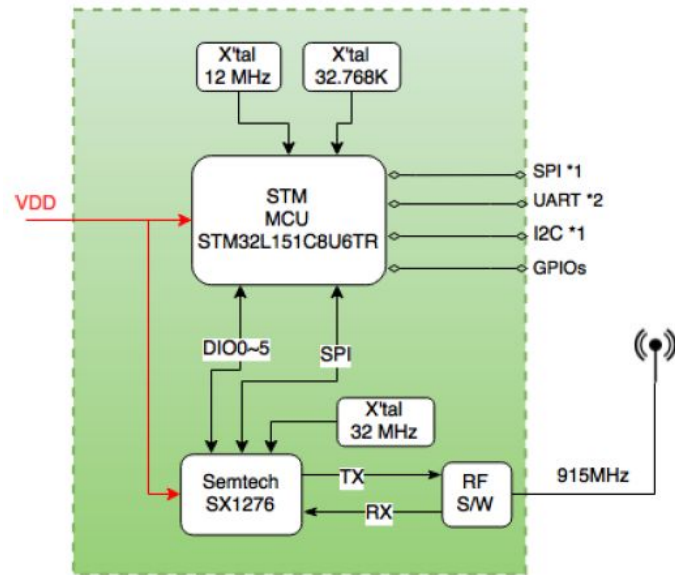 X'tal
12 MHz
X'tal
32.768K
VDD
STM
MCU
STM32L151C8U6TR
SPI *1
UART *2
I2C *1
GPIOs
DIO0~5
SPI
X'tal
32 MHz
Semtech
SX1276
TX
RX
RF
S/W
915MHz